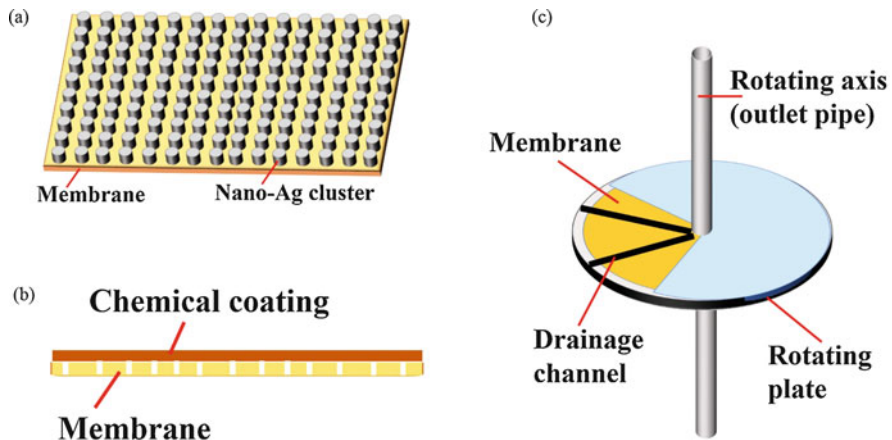 (a)
Membrane
Nano-Ag cluster
(b)
Chemical coating
Membrane
(c)
Rotating axis
(outlet pipe)
Membrane
Drainage
channel
Rotating
plate